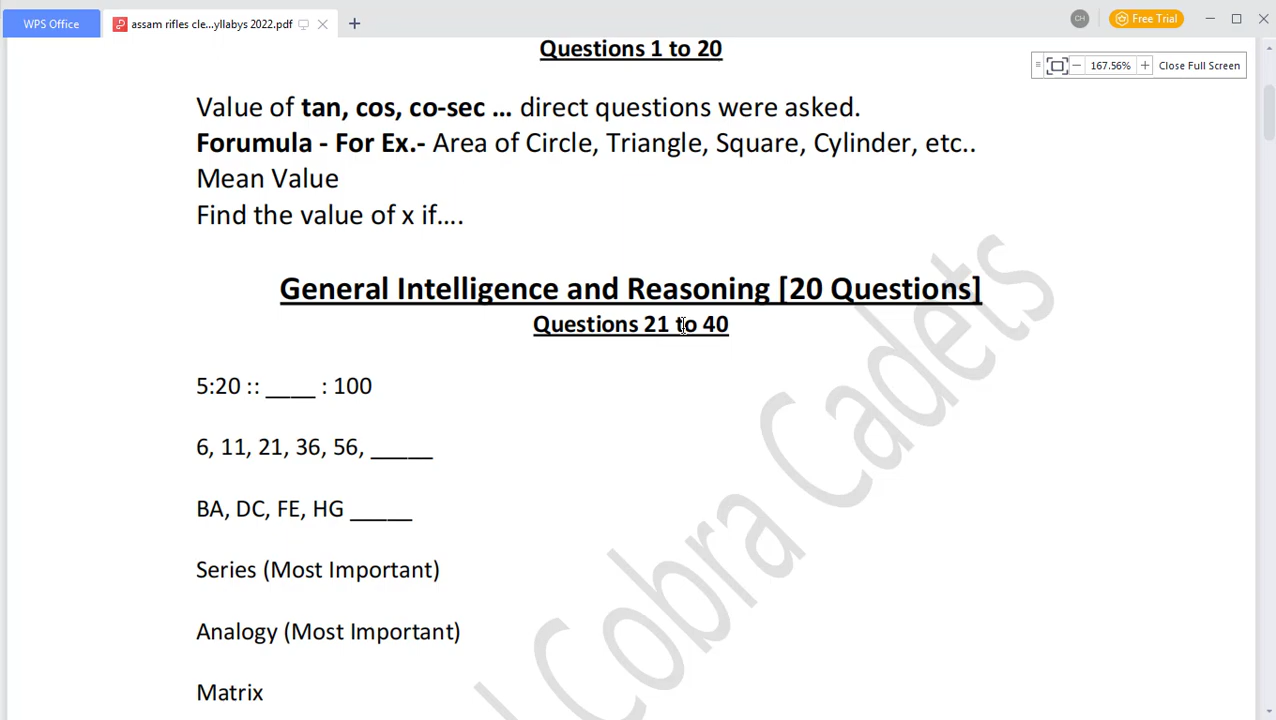 WPS Office
assam rifles cle...yllabys 2022.pdf
CH
Free Trial
167.56%
Close Full Screen
Questions 1 to 20
Value of tan, cos, co-sec ... direct questions were asked.
Forumula - For Ex.- Area of Circle, Triangle, Square, Cylinder, etc..
Mean Value
Find the value of x if....
General Intelligence and Reasoning [20 Questions]
Questions 21 to 40
5:20 :: ____ : 100
6, 11, 21, 36, 56, _____
BA, DC, FE, HG _____
Series (Most Important)
Analogy (Most Important)
Matrix
Cobra Cadets